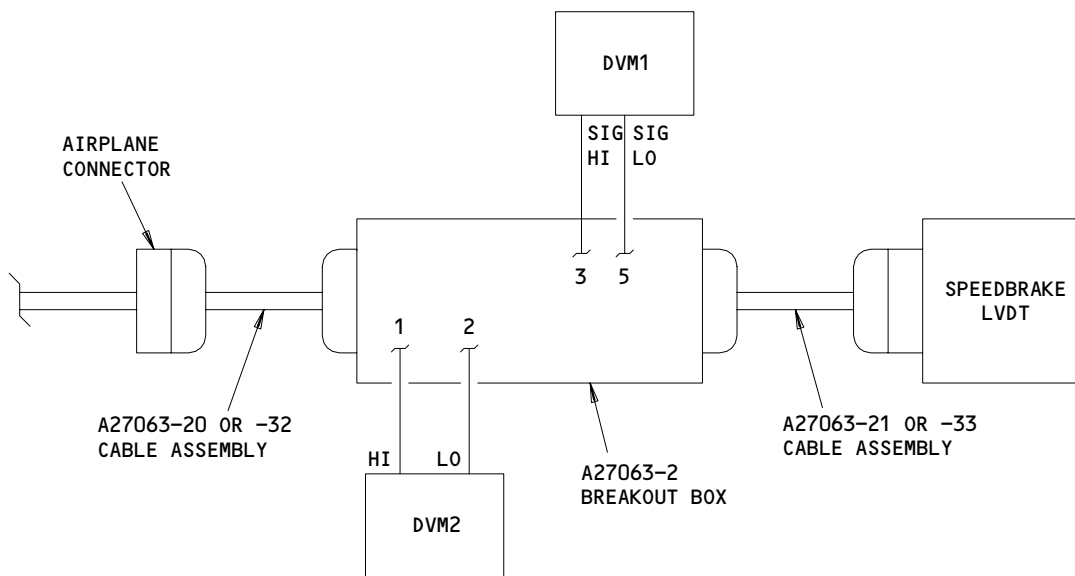 DVM1
SIG SIG
HI LO
AIRPLANE
CONNECTOR
3 5
SPEEDBRAKE
LVDT
1 2
A27063-20 OR -32
CABLE ASSEMBLY
A27063-21 OR -33
CABLE ASSEMBLY
HI LO
A27063-2
BREAKOUT BOX
DVM2